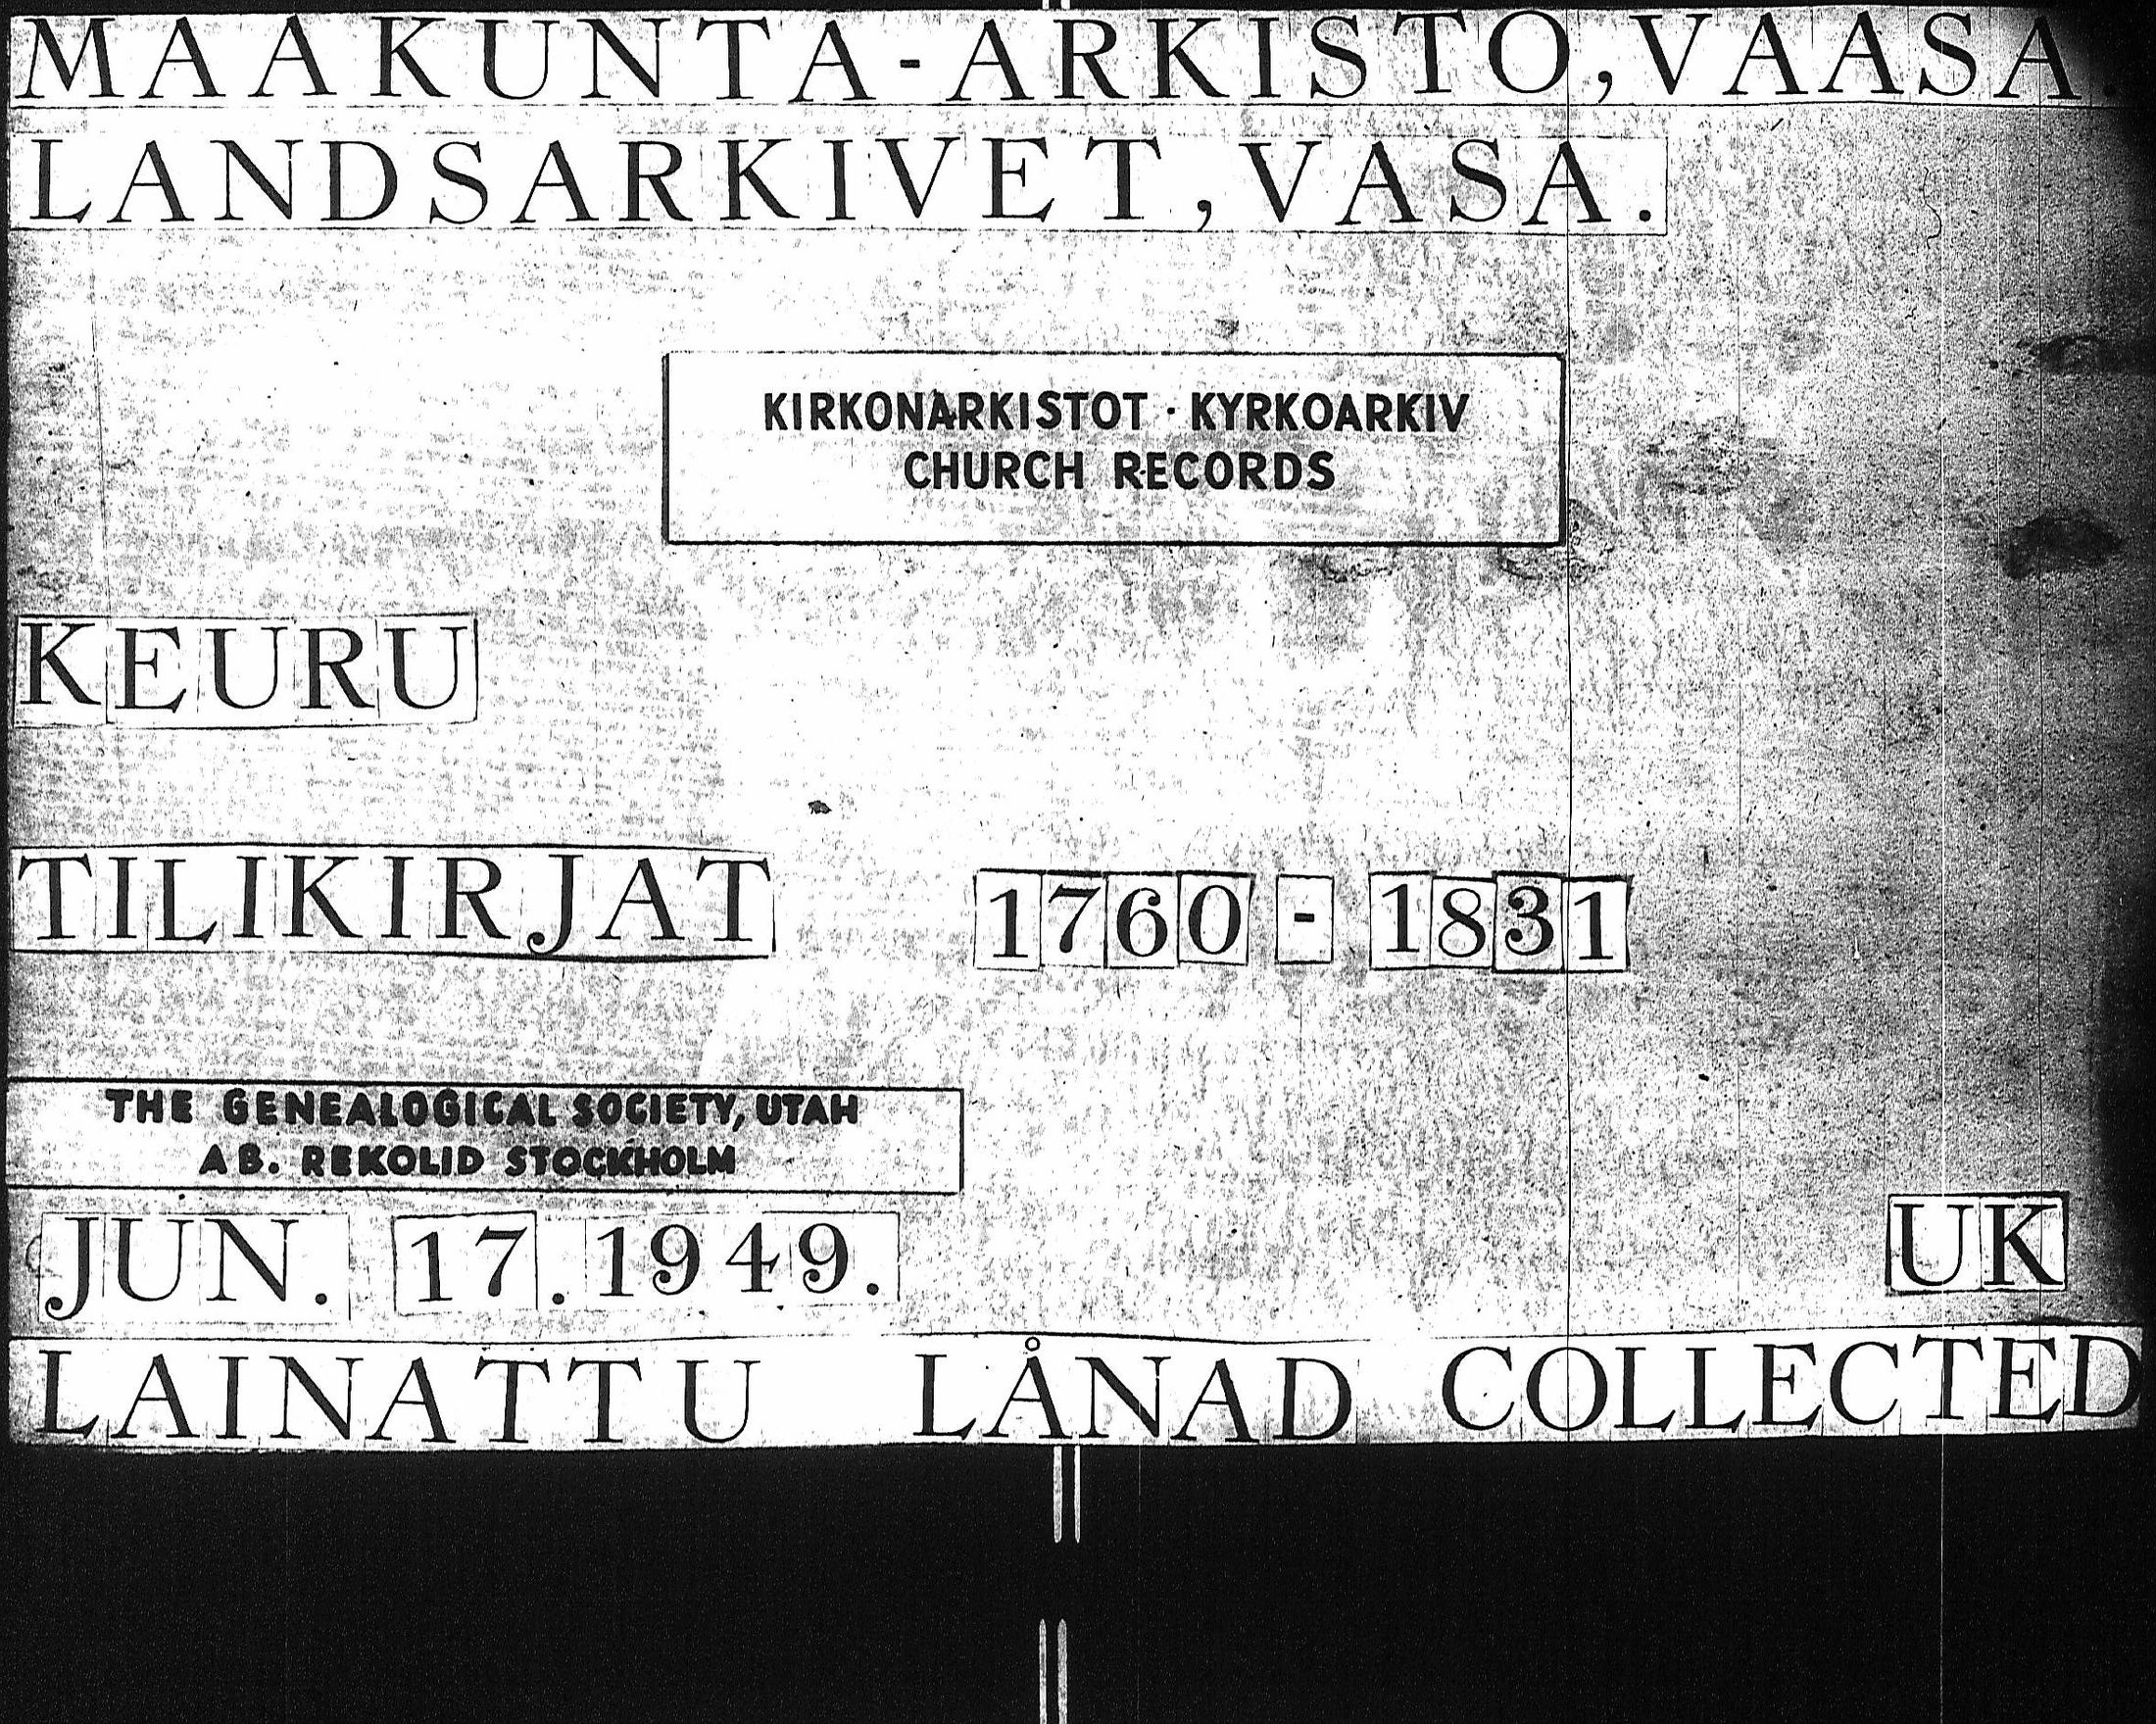 MAAKUNTA-ARKISTO, VAASA.
LANDSARKIVET, VASA.
KIRKONARKISTOT · KYRKOARKIV
CHURCH RECORDS
KEURU
TILIKIRJAT 1760 - 1831
THE GENEALOGICAL SOCIETY, UTAH
AB. REKOLID STOCKHOLM
JUN. 17. 1949. UK
LAINATTU LÅNAD COLLECTED